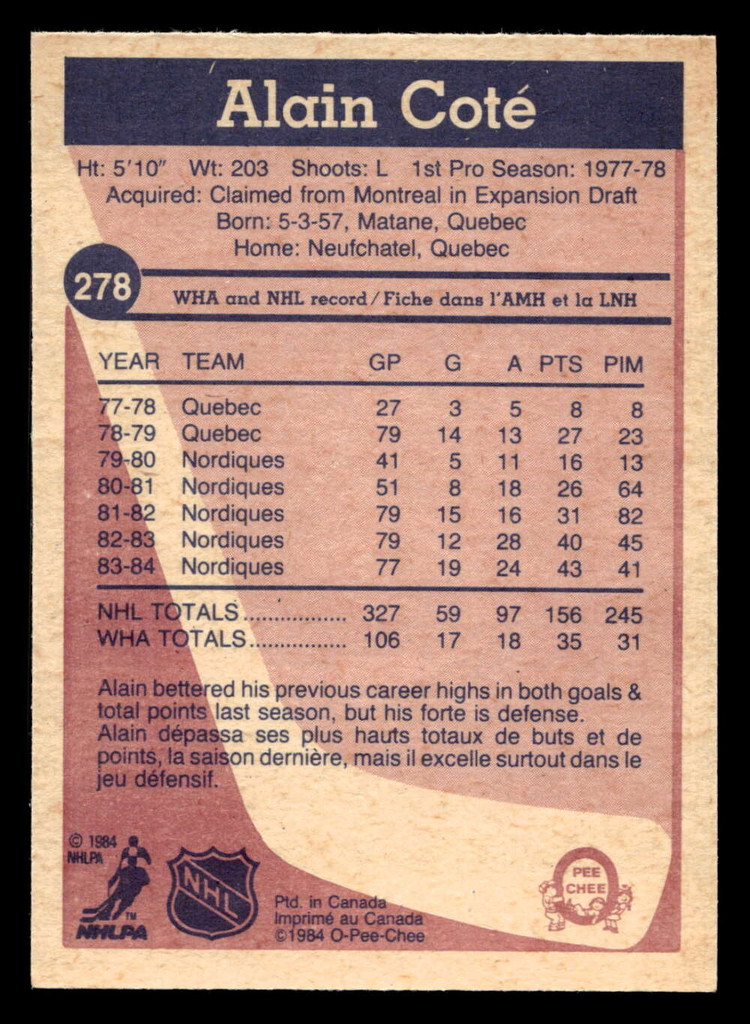 Alain Coté
Ht: 5'10" Wt: 203 Shoots: L 1st Pro Season: 1977-78
Acquired: Claimed from Montreal in Expansion Draft
Born: 5-3-57, Matane, Quebec
Home: Neufchatel, Quebec
278
WHA and NHL record/Fiche dans l'AMH et la LNH
YEAR TEAM GP G A PTS PIM
77-78 Quebec 27 3 5 8 8
78-79 Quebec 79 14 13 27 23
79-80 Nordiques 41 5 11 16 13
80-81 Nordiques 51 8 18 26 64
81-82 Nordiques 79 15 16 31 82
82-83 Nordiques 79 12 28 40 45
83-84 Nordiques 77 19 24 43 41
NHL TOTALS................. 327 59 97 156 245
WHA TOTALS................ 106 17 18 35 31
Alain bettered his previous career highs in both goals &
total points last season, but his forte is defense.
Alain dépassa ses plus hauts totaux de buts et de
points, la saison dernière, mais il excelle surtout dans le
jeu défensif.
© 1984
NHLPA
TM
NHLPA
NHL
Ptd. in Canada
Imprimé au Canada
©1984 O-Pee-Chee
PEE
CHEE